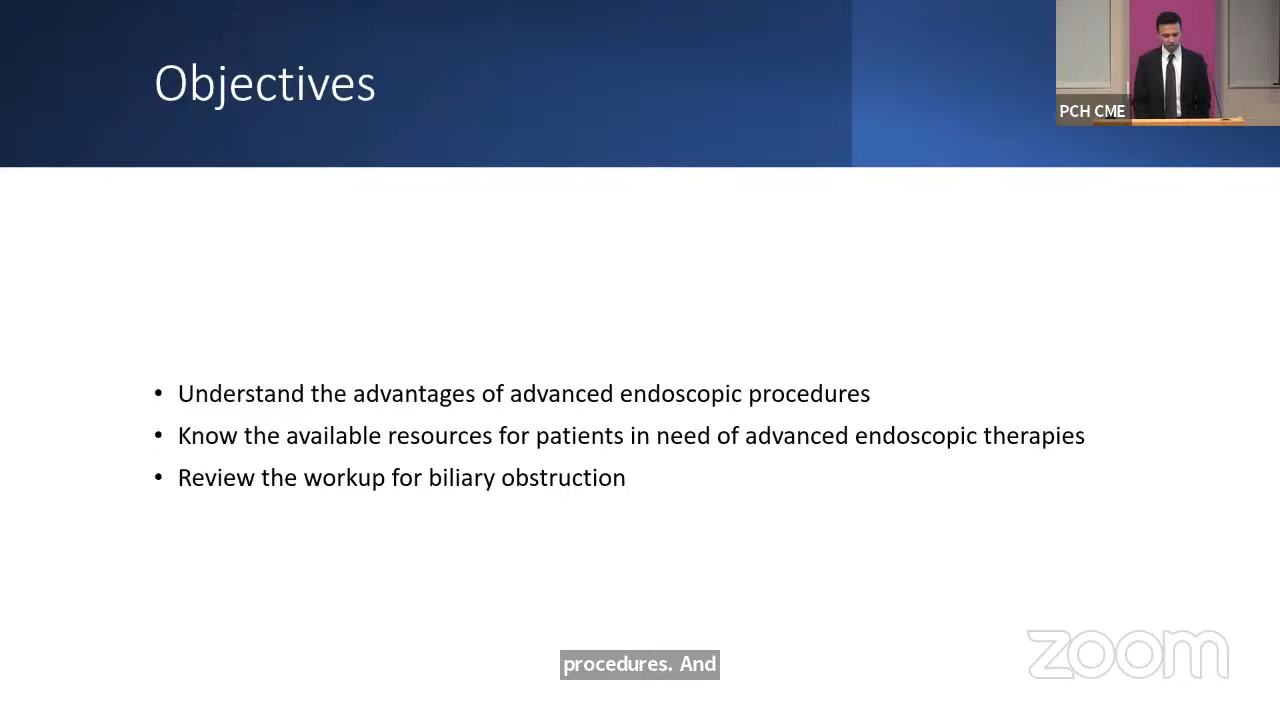 Objectives
PCH CME
• Understand the advantages of advanced endoscopic procedures
• Know the available resources for patients in need of advanced endoscopic therapies
• Review the workup for biliary obstruction
procedures. And
zoom